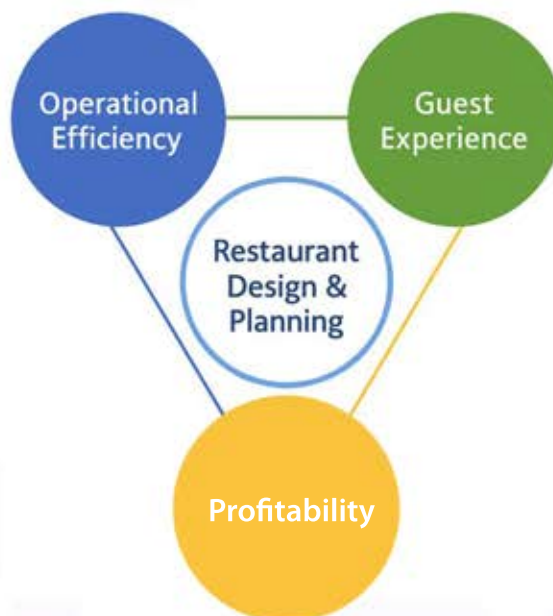 Operational
Efficiency
Guest
Experience
Restaurant
Design &
Planning
Profitability